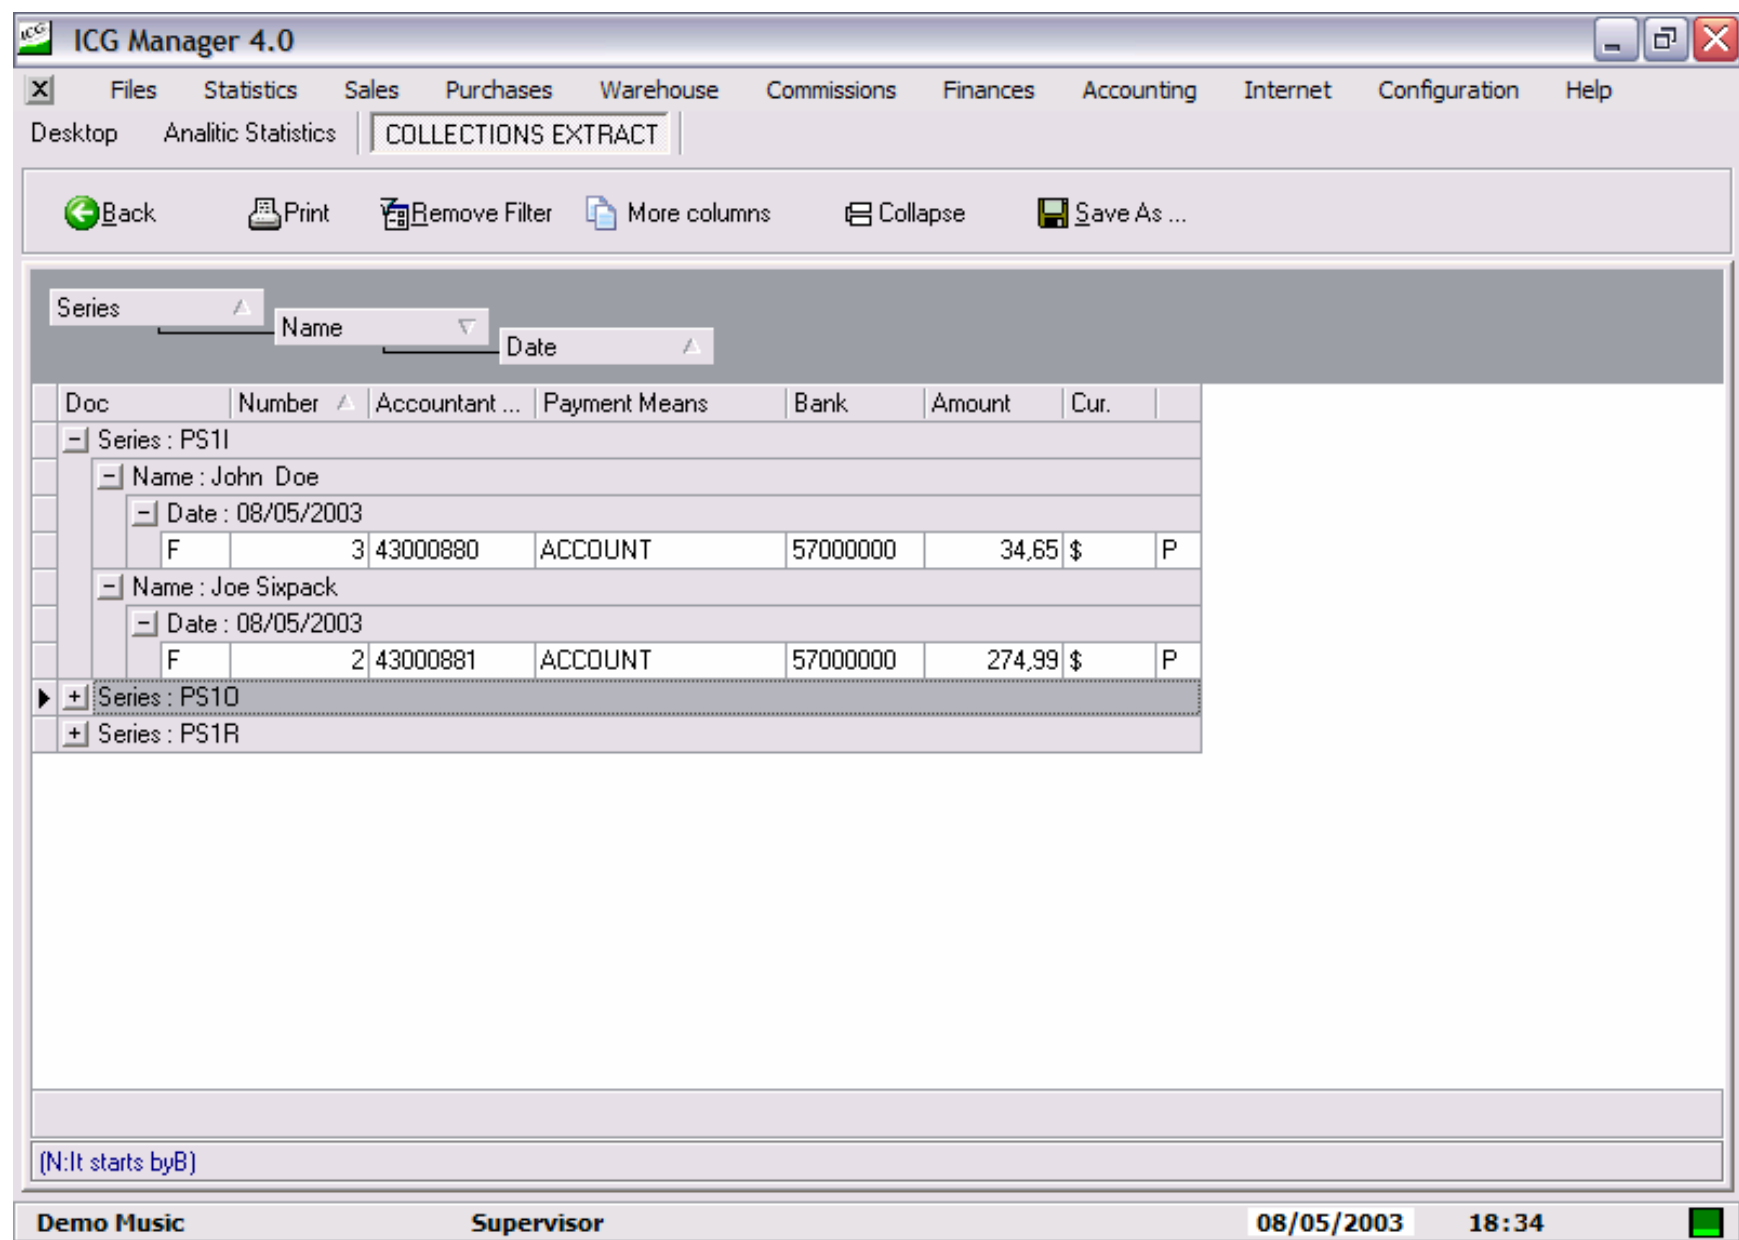 ICG ICG Manager 4.0
X Files Statistics Sales Purchases Warehouse Commissions Finances Accounting Internet Configuration Help
Desktop Analitic Statistics COLLECTIONS EXTRACT
Back Print Remove Filter More columns Collapse Save As ...
Series
Name
Date
Doc Number Accountant ... Payment Means Bank Amount Cur.
Series : PS1I
Name : John Doe
Date : 08/05/2003
F 3 43000880 ACCOUNT 57000000 34,65 $ P
Name : Joe Sixpack
Date : 08/05/2003
F 2 43000881 ACCOUNT 57000000 274,99 $ P
Series : PS1O
Series : PS1R
(N:It starts byB)
Demo Music Supervisor 08/05/2003 18:34